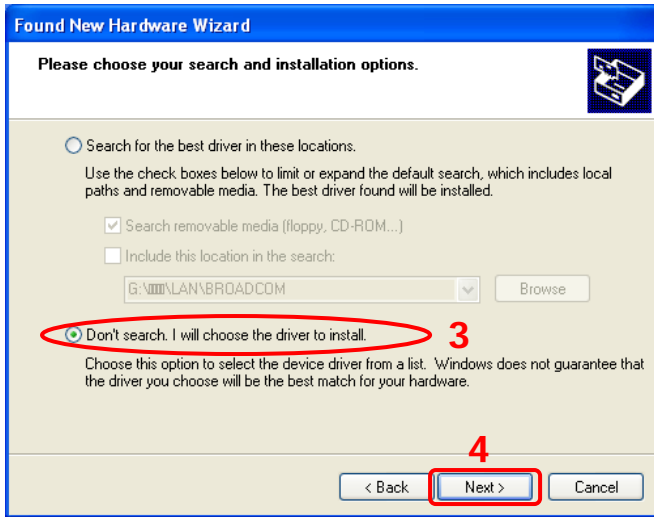 Found New Hardware Wizard
Please choose your search and installation options.
Search for the best driver in these locations.
Use the check boxes below to limit or expand the default search, which includes local
paths and removable media. The best driver found will be installed.
Search removable media (floppy, CD-ROM...)
Include this location in the search:
\LAN\BROADCOM
Browse
Don't search. I will choose the driver to install.
3
Choose this option to select the device driver from a list. Windows does not guarantee that
the driver you choose will be the best match for your hardware.
4
< Back
Next >
Cancel